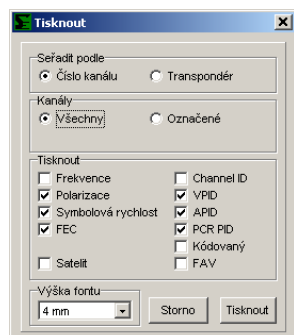 Tisknout
Seřadit podle
Číslo kanálu Transpondér
Kanály
Všechny Označené
Tisknout
Frekvence Channel ID
Polarizace VPID
Symbolová rychlost APID
FEC PCR PID
Kódovaný
Satelit FAV
Výška fontu
4 mm Storno Tisknout